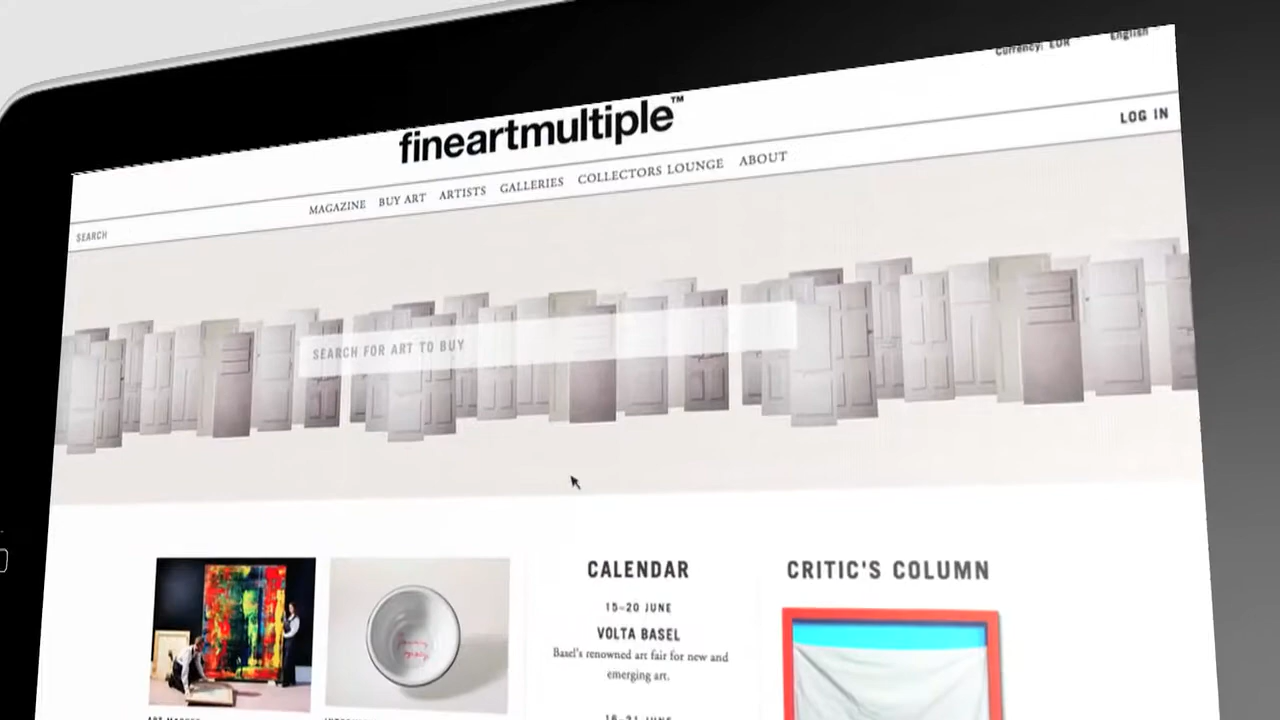 Currency: EUR English
fineartmultiple™
LOG IN
MAGAZINE BUY ART ARTISTS GALLERIES COLLECTORS LOUNGE ABOUT
SEARCH
SEARCH FOR ART TO BUY
CALENDAR
15–20 JUNE
VOLTA BASEL
Basel's renowned art fair for new and
emerging art.
CRITIC'S COLUMN